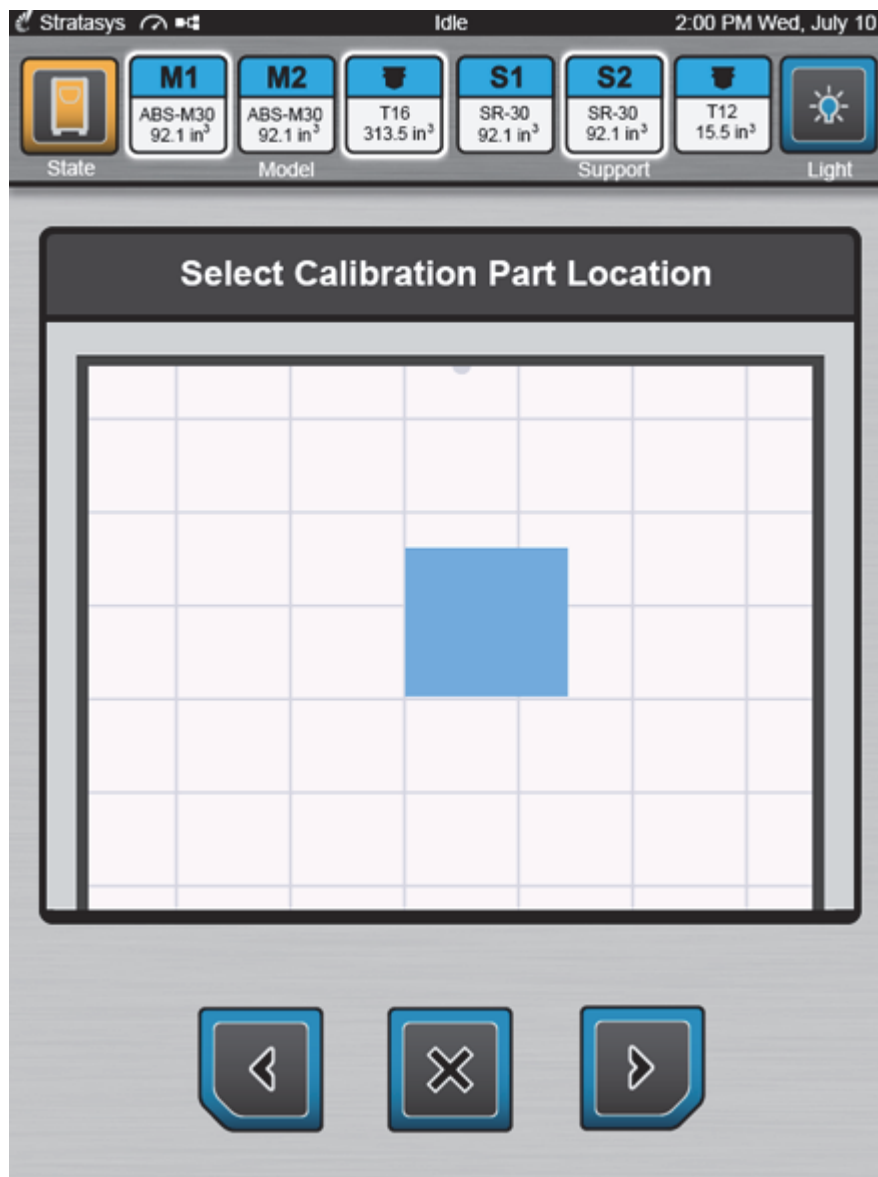 Stratasys Idle 2:00 PM Wed, July 10
M1 M2 S1 S2
ABS-M30 ABS-M30 T16 SR-30 SR-30 T12
92.1 in³ 92.1 in³ 313.5 in³ 92.1 in³ 92.1 in³ 15.5 in³
State Model Support Light
Select Calibration Part Location